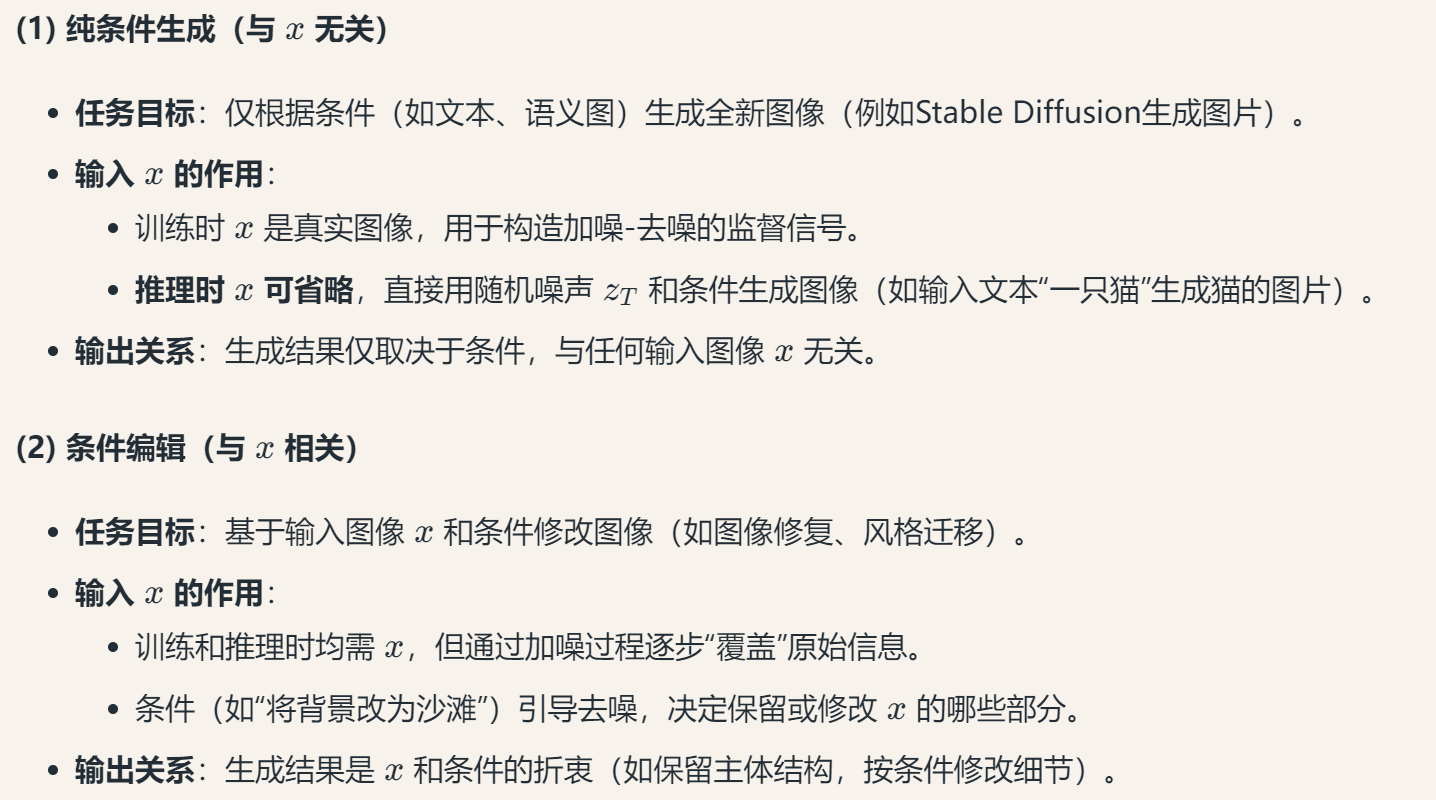 (1) 纯条件生成（与 x 无关）
• 任务目标：仅根据条件（如文本、语义图）生成全新图像（例如Stable Diffusion生成图片）。
• 输入 x 的作用：
• 训练时 x 是真实图像，用于构造加噪-去噪的监督信号。
• 推理时 x 可省略，直接用随机噪声 z_T 和条件生成图像（如输入文本“一只猫”生成猫的图片）。
• 输出关系：生成结果仅取决于条件，与任何输入图像 x 无关。
(2) 条件编辑（与 x 相关）
• 任务目标：基于输入图像 x 和条件修改图像（如图像修复、风格迁移）。
• 输入 x 的作用：
• 训练和推理时均需 x，但通过加噪过程逐步“覆盖”原始信息。
• 条件（如“将背景改为沙滩”）引导去噪，决定保留或修改 x 的哪些部分。
• 输出关系：生成结果是 x 和条件的折衷（如保留主体结构，按条件修改细节）。